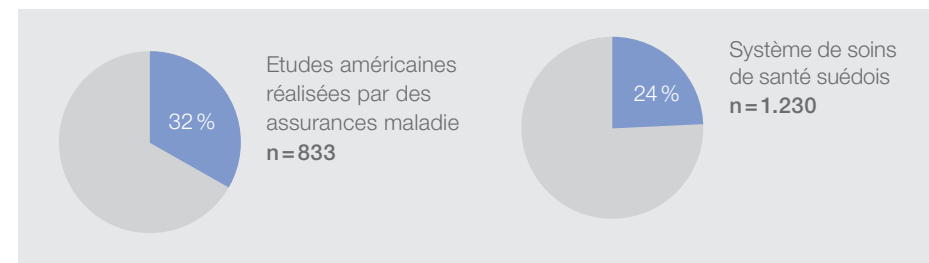 32 %
Etudes américaines
réalisées par des
assurances maladie
n = 833
24 %
Système de soins
de santé suédois
n = 1.230